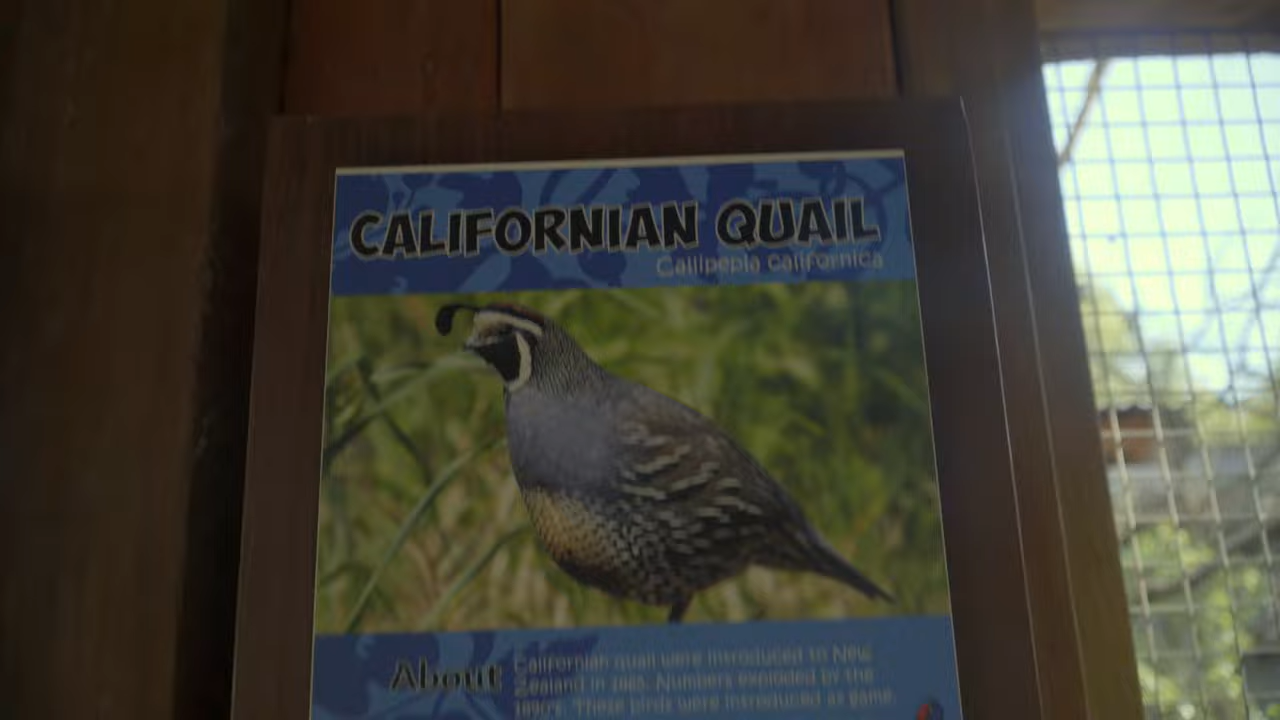 CALIFORNIAN QUAIL
Callipepla californica
About
Californian quail were introduced to New
Zealand in 1865. Numbers exploded by the
1890's. These birds were introduced as game.